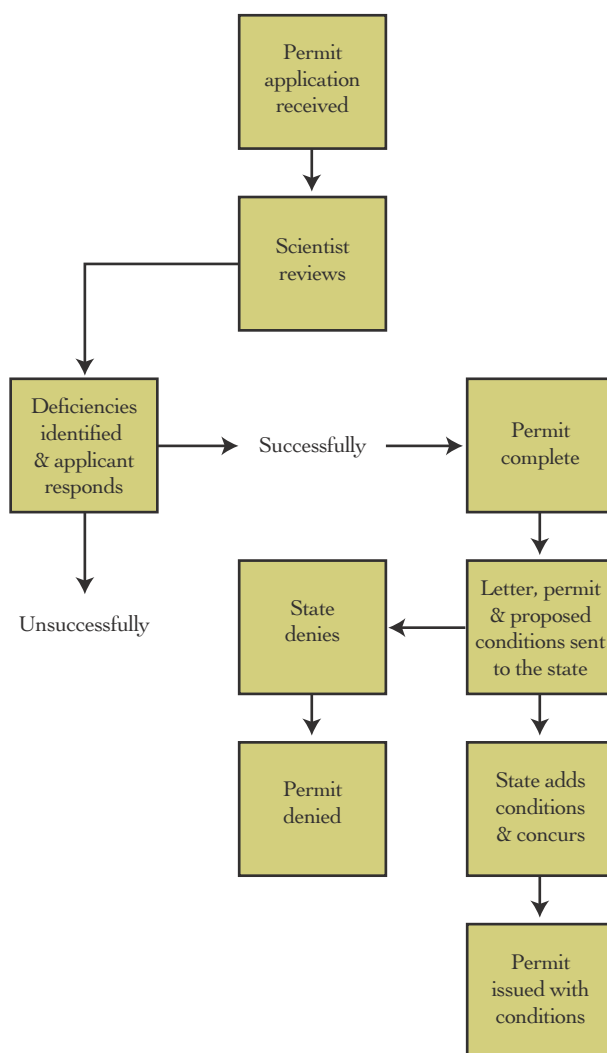 Permit
application
received
Scientist
reviews
Deficiencies
identified
& applicant
responds
Successfully
Permit
complete
Unsuccessfully
State
denies
Letter, permit
& proposed
conditions sent
to the state
Permit
denied
State adds
conditions
& concurs
Permit
issued with
conditions